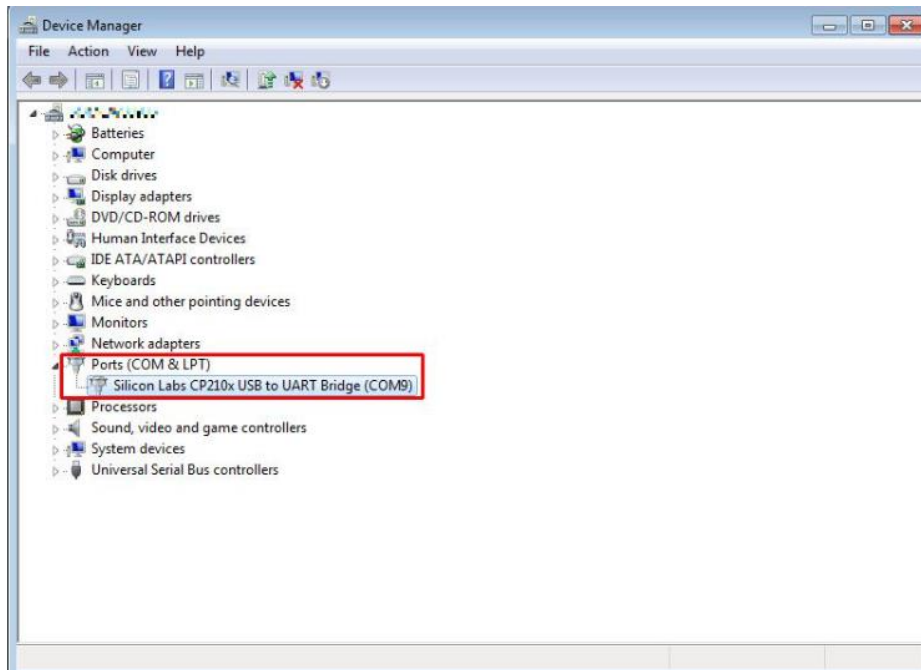 Device Manager
File Action View Help
Batteries
Computer
Disk drives
Display adapters
DVD/CD-ROM drives
Human Interface Devices
IDE ATA/ATAPI controllers
Keyboards
Mice and other pointing devices
Monitors
Network adapters
Ports (COM & LPT)
Silicon Labs CP210x USB to UART Bridge (COM9)
Processors
Sound, video and game controllers
System devices
Universal Serial Bus controllers